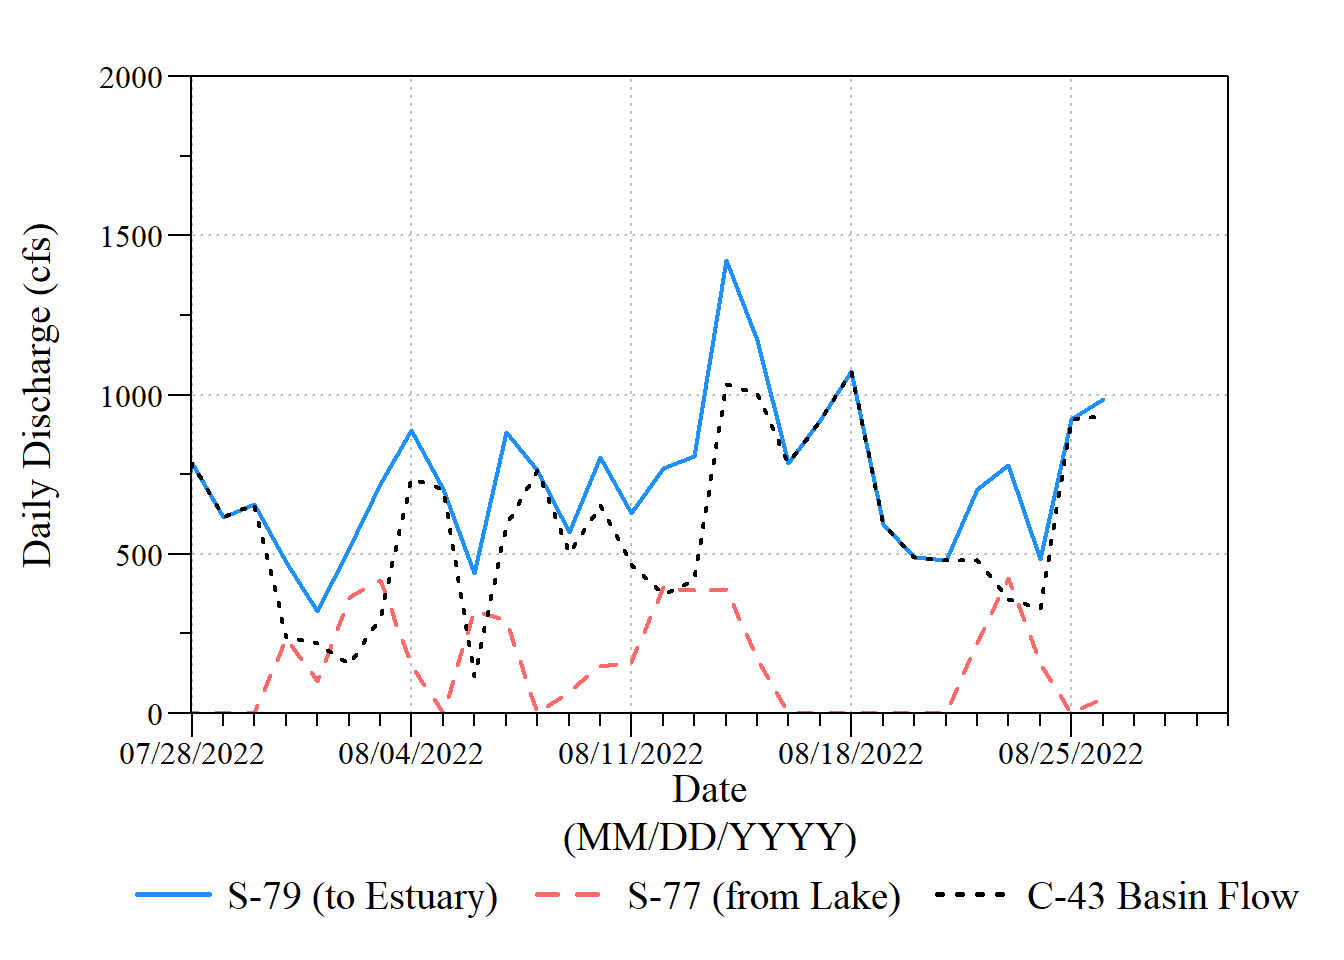 2000
1500
1000
500
0
Daily Discharge (cfs)
07/28/2022 08/04/2022 08/11/2022 08/18/2022 08/25/2022
Date
(MM/DD/YYYY)
S-79 (to Estuary) S-77 (from Lake) C-43 Basin Flow